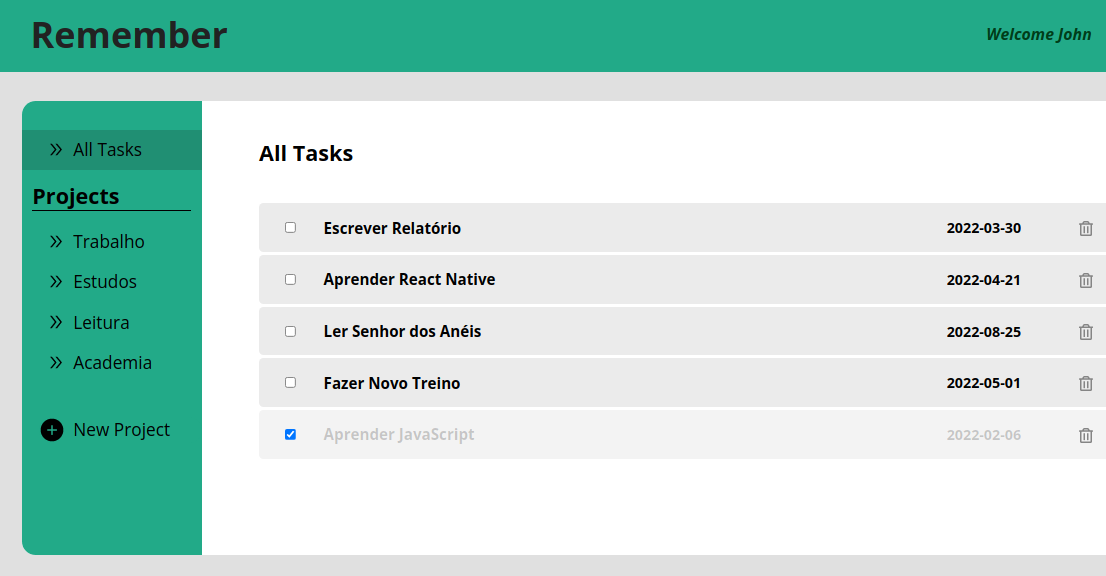 Remember
Welcome John
All Tasks
Projects
Trabalho
Estudos
Leitura
Academia
New Project
All Tasks
Escrever Relatório 2022-03-30
Aprender React Native 2022-04-21
Ler Senhor dos Anéis 2022-08-25
Fazer Novo Treino 2022-05-01
Aprender JavaScript 2022-02-06